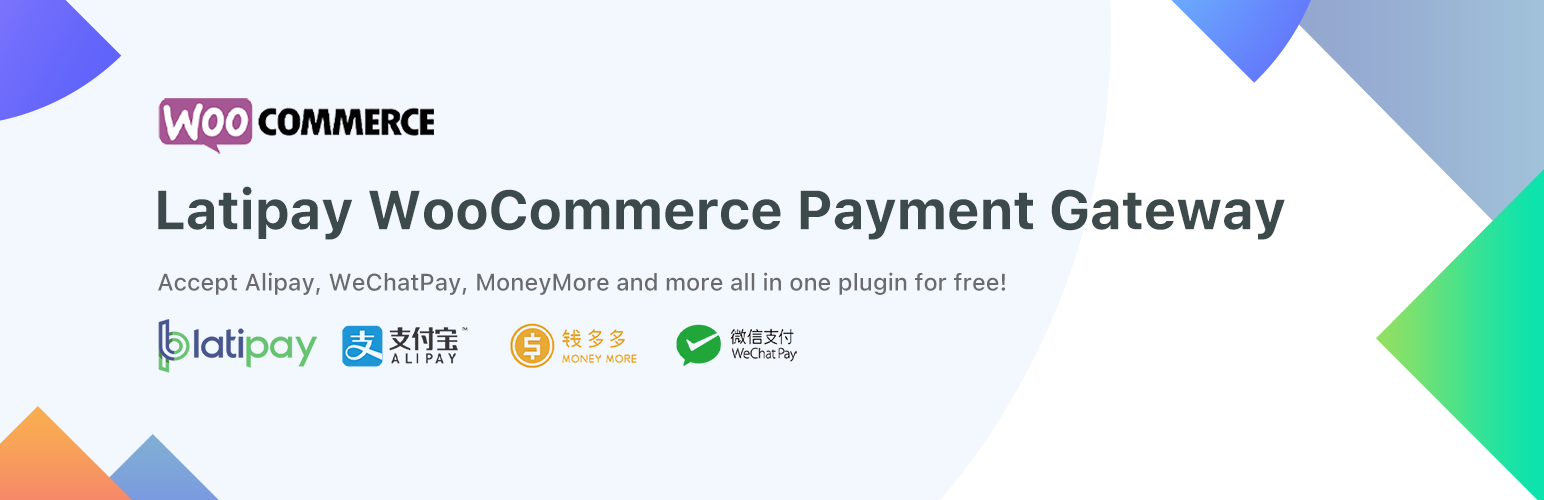 WOO COMMERCE
Latipay WooCommerce Payment Gateway
Accept Alipay, WeChatPay, MoneyMore and more all in one plugin for free!
latipay
支付宝™
ALIPAY
钱多多
MONEY MORE
微信支付
WeChat Pay